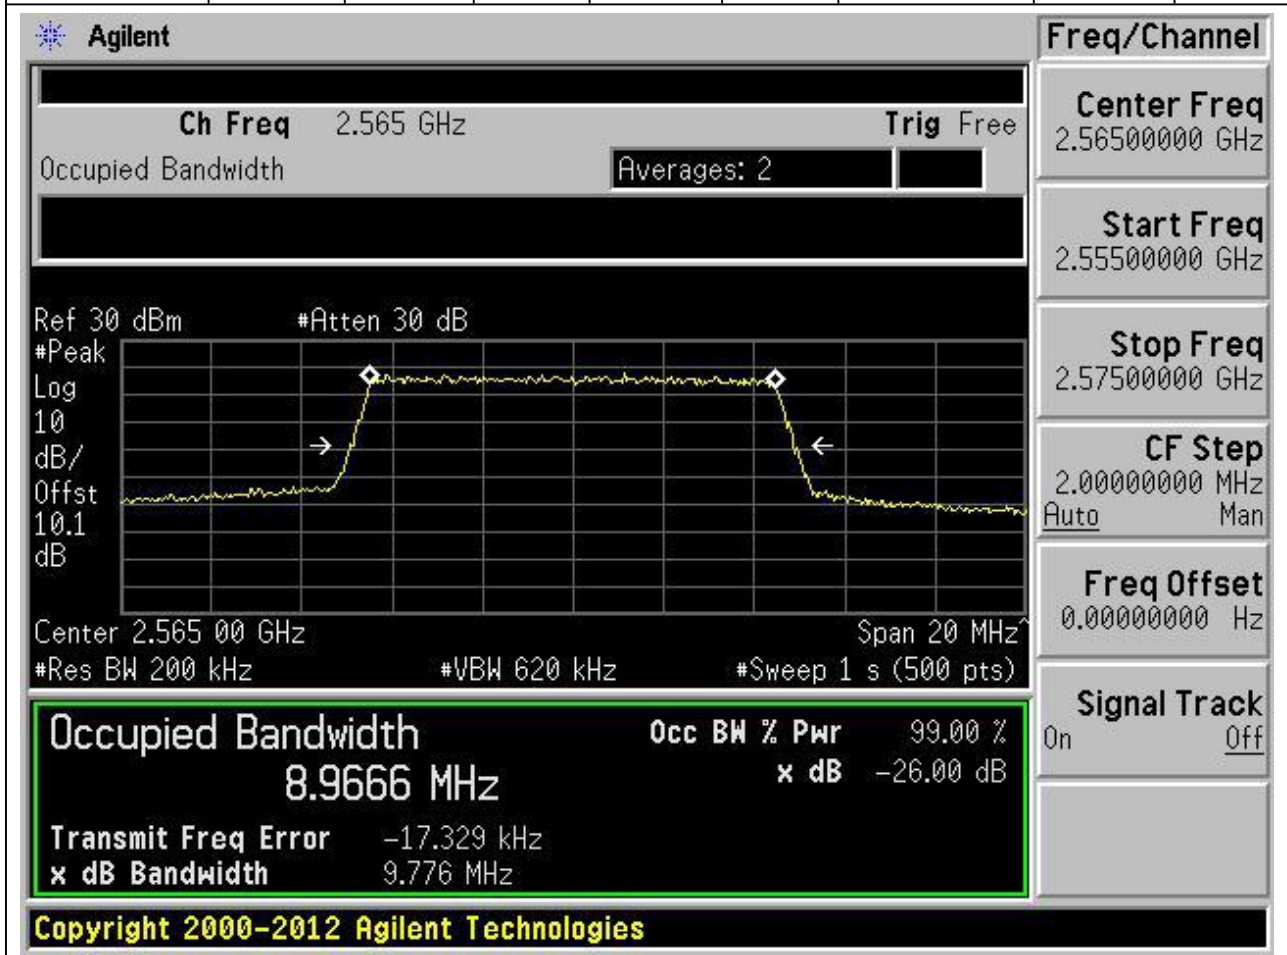 Agilent
Freq/Channel
Ch Freq 2.565 GHz Trig Free
Occupied Bandwidth Averages: 2
Center Freq
2.56500000 GHz
Start Freq
2.55500000 GHz
Stop Freq
2.57500000 GHz
CF Step
2.00000000 MHz
Auto Man
Freq Offset
0.00000000 Hz
Signal Track
On Off
Ref 30 dBm #Atten 30 dB
#Peak
Log
10
dB/
Offst
10.1
dB
Center 2.565 00 GHz Span 20 MHz^
#Res BW 200 kHz #VBW 620 kHz #Sweep 1 s (500 pts)
Occupied Bandwidth Occ BW % Pwr 99.00 %
8.9666 MHz x dB -26.00 dB
Transmit Freq Error -17.329 kHz
x dB Bandwidth 9.776 MHz
Copyright 2000-2012 Agilent Technologies